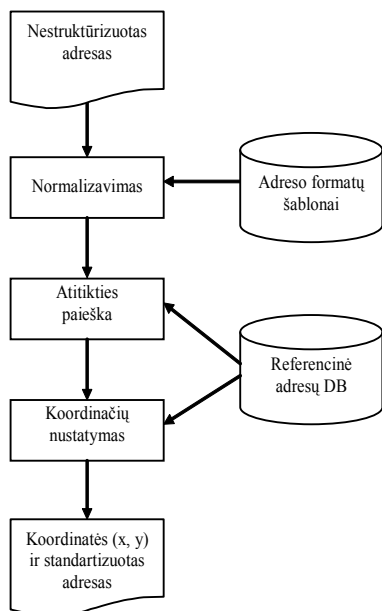 Nestruktūrizuotas
adresas
Normalizavimas
Adreso formatų
šablonai
Atitikties
paieška
Referencinė
adresų DB
Koordinačių
nustatymas
Koordinatės (x, y)
ir standartizuotas
adresas